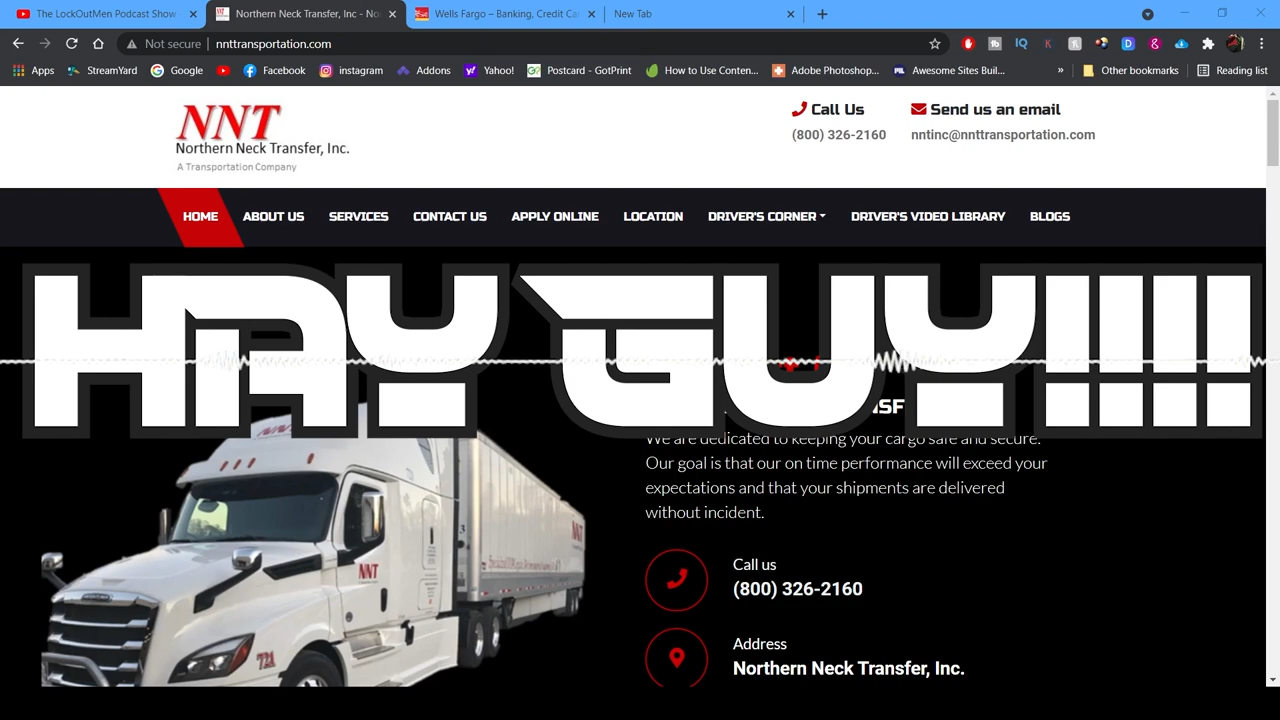 The LockOutMen Podcast Show
Northern Neck Transfer, Inc - No
Wells Fargo – Banking, Credit Ca
New Tab
Not secure
nnttransportation.com
IQ
K
D
Apps
StreamYard
Google
Facebook
instagram
Addons
Yahoo!
Postcard - GotPrint
How to Use Conten...
Adobe Photoshop...
Awesome Sites Buil...
»
Other bookmarks
Reading list
NNT
Northern Neck Transfer, Inc.
A Transportation Company
Call Us
(800) 326-2160
Send us an email
nntinc@nnttransportation.com
HOME
ABOUT US
SERVICES
CONTACT US
APPLY ONLINE
LOCATION
DRIVER'S CORNER
DRIVER'S VIDEO LIBRARY
BLOGS
HAY GUY!!!!
We are dedicated to keeping your cargo safe and secure.
Our goal is that our on time performance will exceed your
expectations and that your shipments are delivered
without incident.
NNT
721
Call us
(800) 326-2160
Address
Northern Neck Transfer, Inc.